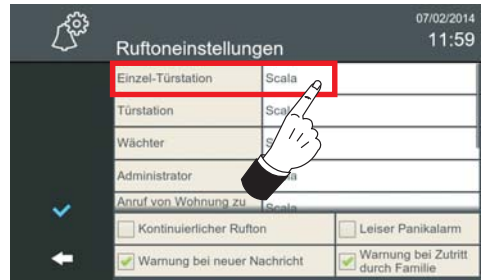 07/02/2014
11:59
Ruftoneinstellungen
Einzel-Türstation Scala
Türstation
Wächter
Administrator
Anruf von Wohnung zu Scala
Kontinuierlicher Rufton Leiser Panikalarm
Warnung bei neuer Nachricht Warnung bei Zutritt
durch Familie